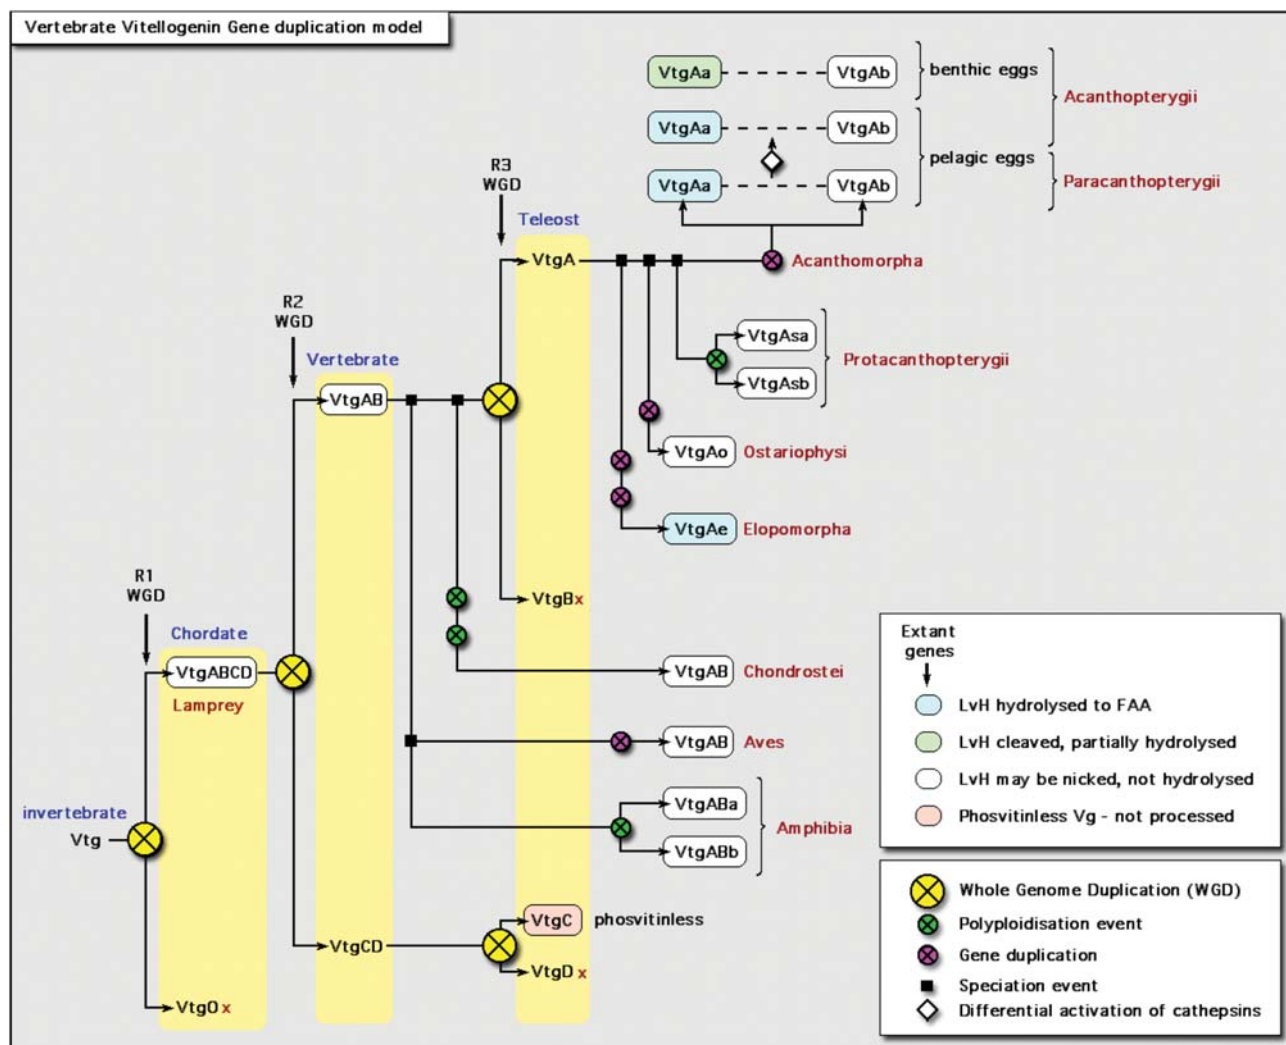 Vertebrate Vitellogenin Gene duplication model
VtgAa
VtgAb
benthic eggs
Acanthopterygii
VtgAa
VtgAb
pelagic eggs
VtgAa
VtgAb
Paracanthopterygii
R3
WGD
Teleost
VtgA
Acanthomorpha
R2
WGD
Vertebrate
VtgAsa
Protacanthopterygii
VtgAsb
VtgAB
VtgAo
Ostariophysi
VtgAe
Elopomorpha
R1
WGD
VtgBx
Chordate
VtgABCD
Lamprey
VtgAB
Chondrostei
VtgAB
Aves
invertebrate
Vtg
VtgABa
Amphibia
VtgABb
VtgC
phosvitinless
VtgCD
VtgD x
VtgO x
Extant
genes
LvH hydrolysed to FAA
LvH cleaved, partially hydrolysed
LvH may be nicked, not hydrolysed
Phosvitinless Vg - not processed
Whole Genome Duplication (WGD)
Polyploidisation event
Gene duplication
Speciation event
Differential activation of cathepsins